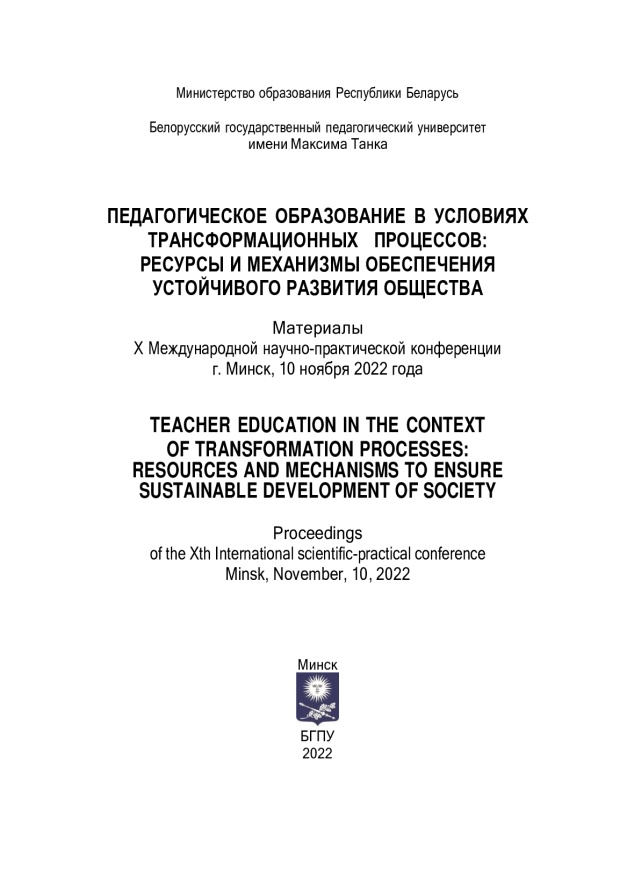 Министерство образования Республики Беларусь
Белорусский государственный педагогический университет
имени Максима Танка
ПЕДАГОГИЧЕСКОЕ ОБРАЗОВАНИЕ В УСЛОВИЯХ
ТРАНСФОРМАЦИОННЫХ ПРОЦЕССОВ:
РЕСУРСЫ И МЕХАНИЗМЫ ОБЕСПЕЧЕНИЯ
УСТОЙЧИВОГО РАЗВИТИЯ ОБЩЕСТВА
Материалы
X Международной научно-практической конференции
г. Минск, 10 ноября 2022 года
TEACHER EDUCATION IN THE CONTEXT
OF TRANSFORMATION PROCESSES:
RESOURCES AND MECHANISMS TO ENSURE
SUSTAINABLE DEVELOPMENT OF SOCIETY
Proceedings
of the Xth International scientific-practical conference
Minsk, November, 10, 2022
Минск
БГПУ
2022